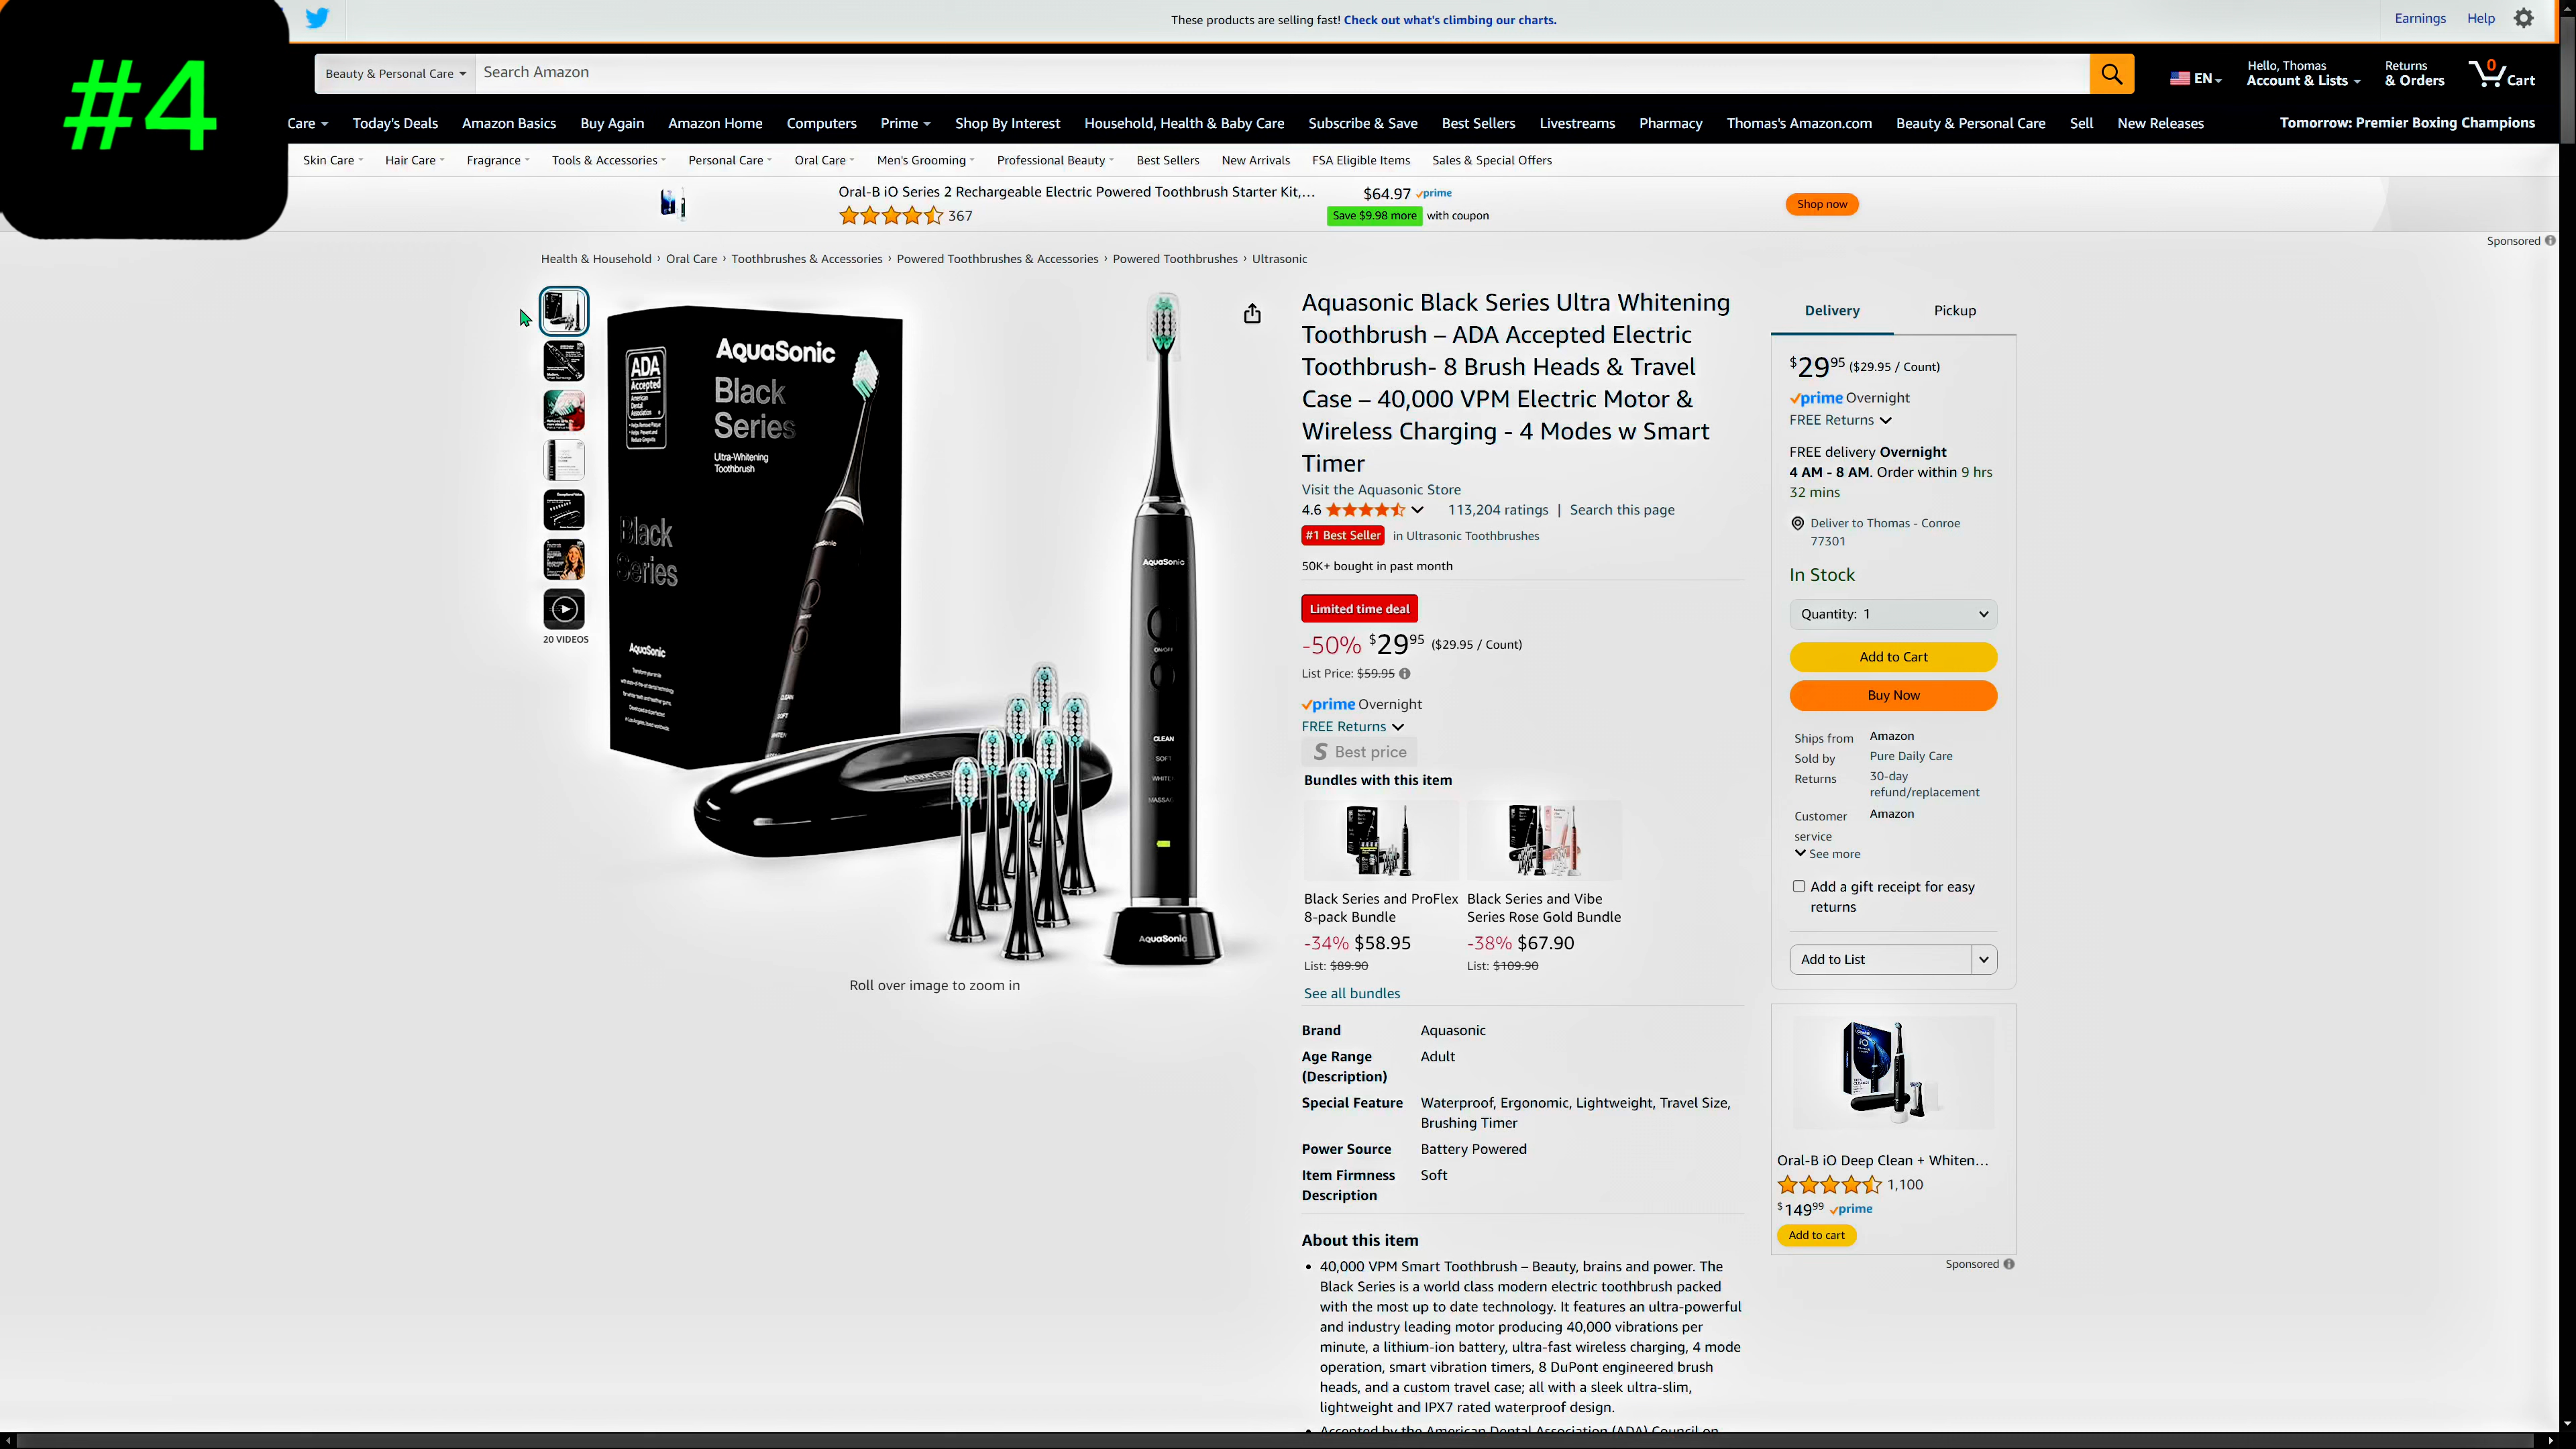 #4
These products are selling fast! Check out what's climbing our charts.
Earnings Help
Beauty & Personal Care Search Amazon
EN
Hello, Thomas
Account & Lists
Returns
& Orders
0
Cart
Care Today's Deals Amazon Basics Buy Again Amazon Home Computers Prime Shop By Interest Household, Health & Baby Care Subscribe & Save Best Sellers Livestreams Pharmacy Thomas's Amazon.com Beauty & Personal Care Sell New Releases Tomorrow: Premier Boxing Champions
Skin Care Hair Care Fragrance Tools & Accessories Personal Care Oral Care Men's Grooming Professional Beauty Best Sellers New Arrivals FSA Eligible Items Sales & Special Offers
Oral-B iO Series 2 Rechargeable Electric Powered Toothbrush Starter Kit,...
367
$64.97 prime
Save $9.98 more with coupon
Shop now
Sponsored
Health & Household › Oral Care › Toothbrushes & Accessories › Powered Toothbrushes & Accessories › Powered Toothbrushes › Ultrasonic
20 VIDEOS
ADA
Accepted
American
Dental
Association
AquaSonic
Black
Series
Ultra-Whitening
Toothbrush
Black
Series
AquaSonic
AquaSonic
ON/OFF
CLEAN
SOFT
WHITE
MASSAG
AquaSonic
Roll over image to zoom in
Aquasonic Black Series Ultra Whitening
Toothbrush – ADA Accepted Electric
Toothbrush- 8 Brush Heads & Travel
Case – 40,000 VPM Electric Motor &
Wireless Charging - 4 Modes w Smart
Timer
Visit the Aquasonic Store
4.6 113,204 ratings | Search this page
#1 Best Seller in Ultrasonic Toothbrushes
50K+ bought in past month
Limited time deal
-50% $29.95 ($29.95 / Count)
List Price: $59.95
prime Overnight
FREE Returns
S Best price
Bundles with this item
Black Series and ProFlex
8-pack Bundle
-34% $58.95
List: $89.90
Black Series and Vibe
Series Rose Gold Bundle
-38% $67.90
List: $109.90
See all bundles
Brand Aquasonic
Age Range
(Description)
Adult
Special Feature Waterproof, Ergonomic, Lightweight, Travel Size,
Brushing Timer
Power Source Battery Powered
Item Firmness
Description
Soft
About this item
• 40,000 VPM Smart Toothbrush – Beauty, brains and power. The
Black Series is a world class modern electric toothbrush packed
with the most up to date technology. It features an ultra-powerful
and industry leading motor producing 40,000 vibrations per
minute, a lithium-ion battery, ultra-fast wireless charging, 4 mode
operation, smart vibration timers, 8 DuPont engineered brush
heads, and a custom travel case; all with a sleek ultra-slim,
lightweight and IPX7 rated waterproof design.
• Accepted by the American Dental Association (ADA) Council on
Delivery Pickup
$29.95 ($29.95 / Count)
prime Overnight
FREE Returns
FREE delivery Overnight
4 AM - 8 AM. Order within 9 hrs
32 mins
Deliver to Thomas - Conroe
77301
In Stock
Quantity: 1
Add to Cart
Buy Now
Ships from Amazon
Sold by Pure Daily Care
Returns 30-day
refund/replacement
Customer
service
Amazon
See more
Add a gift receipt for easy
returns
Add to List
Oral-B iO Deep Clean + Whiten...
1,100
$149.99 prime
Add to cart
Sponsored